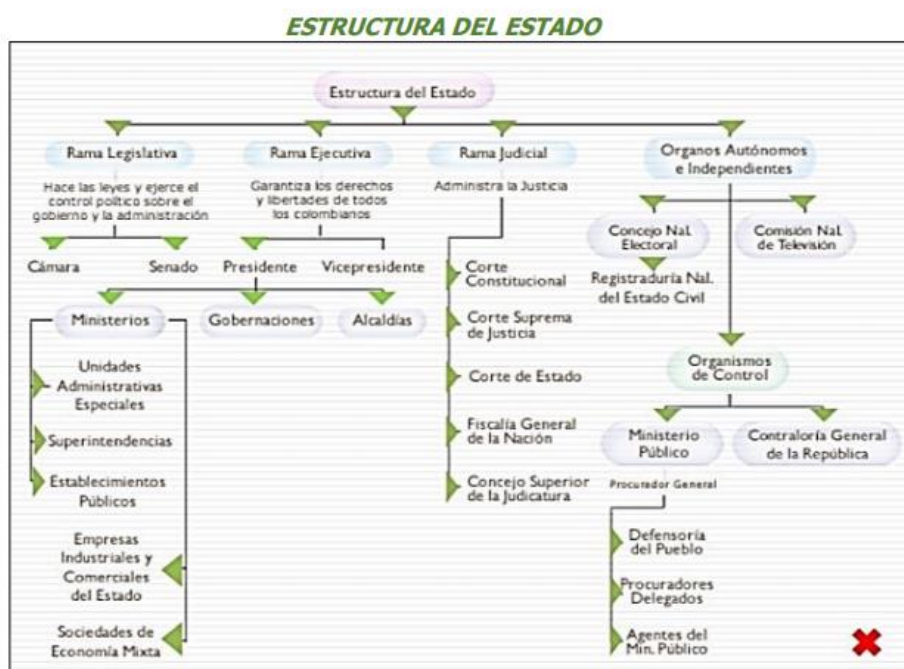 ESTRUCTURA DEL ESTADO
Estructura del Estado
Rama Legislativa
Hace las leyes y ejerce el
control político sobre el
gobierno y la administración
Cámara
Senado
Rama Ejecutiva
Garantiza los derechos
y libertades de todos
los colombianos
Presidente
Vicepresidente
Ministerios
Gobernaciones
Alcaldías
Unidades
Administrativas
Especiales
Superintendencias
Establecimientos
Públicos
Empresas
Industriales y
Comerciales
del Estado
Sociedades de
Economía Mixta
Rama Judicial
Administra la Justicia
Corte
Constitucional
Corte Suprema
de Justicia
Corte de Estado
Fiscalía General
de la Nación
Concejo Superior
de la Judicatura
Organos Autónomos
e Independientes
Concejo Nal.
Electoral
Registraduría Nal.
del Estado Civil
Comisión Nal.
de Televisión
Organismos
de Control
Ministerio
Público
Procurador General
Defensoría
del Pueblo
Procuradores
Delegados
Agentes del
Min. Público
Contraloría General
de la República